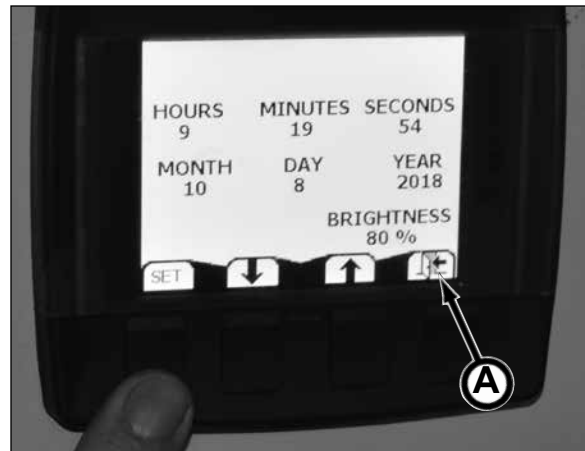 HOURS MINUTES SECONDS
9 19 54
MONTH DAY YEAR
10 8 2018
BRIGHTNESS
80 %
SET
A